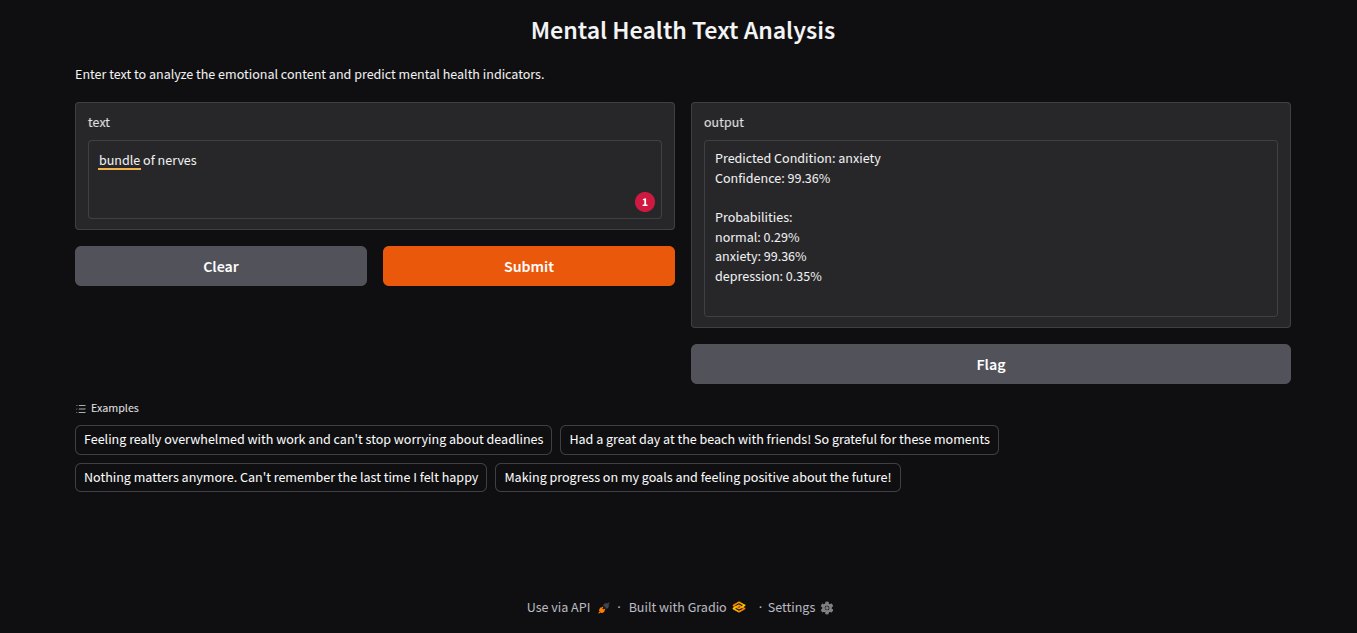 Mental Health Text Analysis
Enter text to analyze the emotional content and predict mental health indicators.
text
bundle of nerves
1
Clear
Submit
output
Predicted Condition: anxiety
Confidence: 99.36%
Probabilities:
normal: 0.29%
anxiety: 99.36%
depression: 0.35%
Flag
Examples
Feeling really overwhelmed with work and can't stop worrying about deadlines
Had a great day at the beach with friends! So grateful for these moments
Nothing matters anymore. Can't remember the last time I felt happy
Making progress on my goals and feeling positive about the future!
Use via API · Built with Gradio · Settings